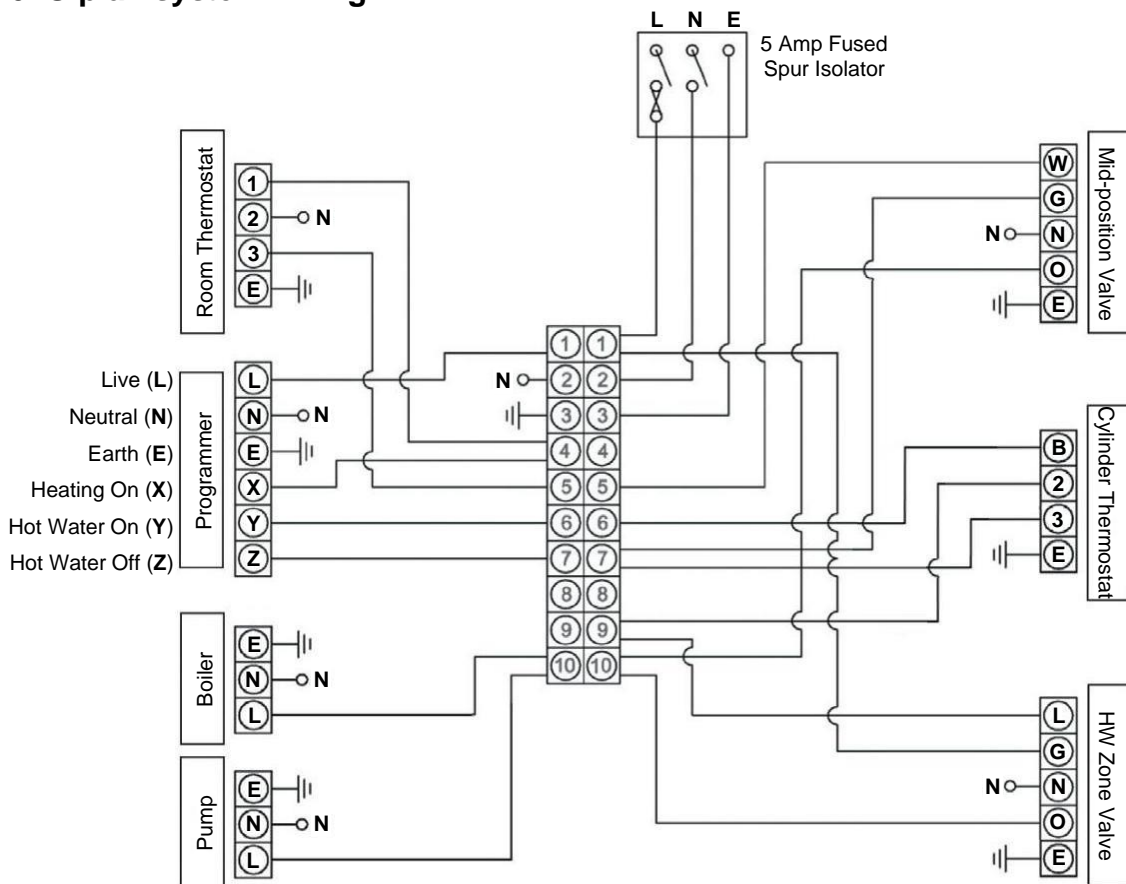 L N E
5 Amp Fused
Spur Isolator
Room Thermostat
1
2
N
3
E
Live (L)
Neutral (N)
Earth (E)
Heating On (X)
Hot Water On (Y)
Hot Water Off (Z)
Programmer
L
N
N
E
X
Y
Z
Boiler
E
N
N
L
Pump
E
N
N
L
1 1
N 2 2
3 3
4 4
5 5
6 6
7 7
8 8
9 9
10 10
W
G
N
N
O
E
Mid-position Valve
B
2
3
E
Cylinder Thermostat
L
G
N
N
O
E
HW Zone Valve